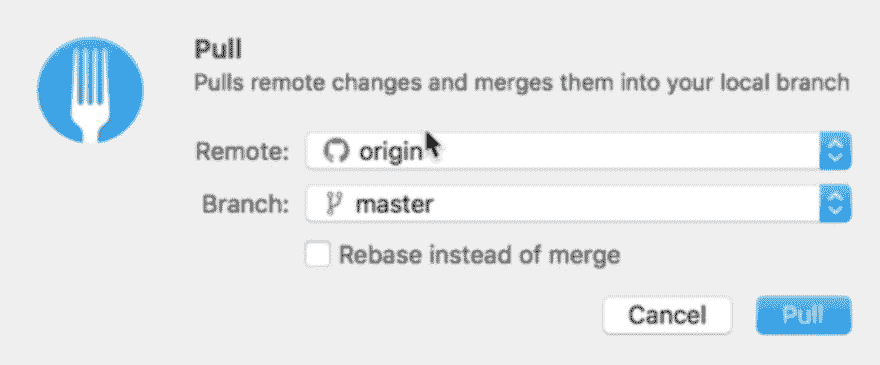 Pull
Pulls remote changes and merges them into your local branch
Remote: origin
Branch: master
Rebase instead of merge
Cancel Pull